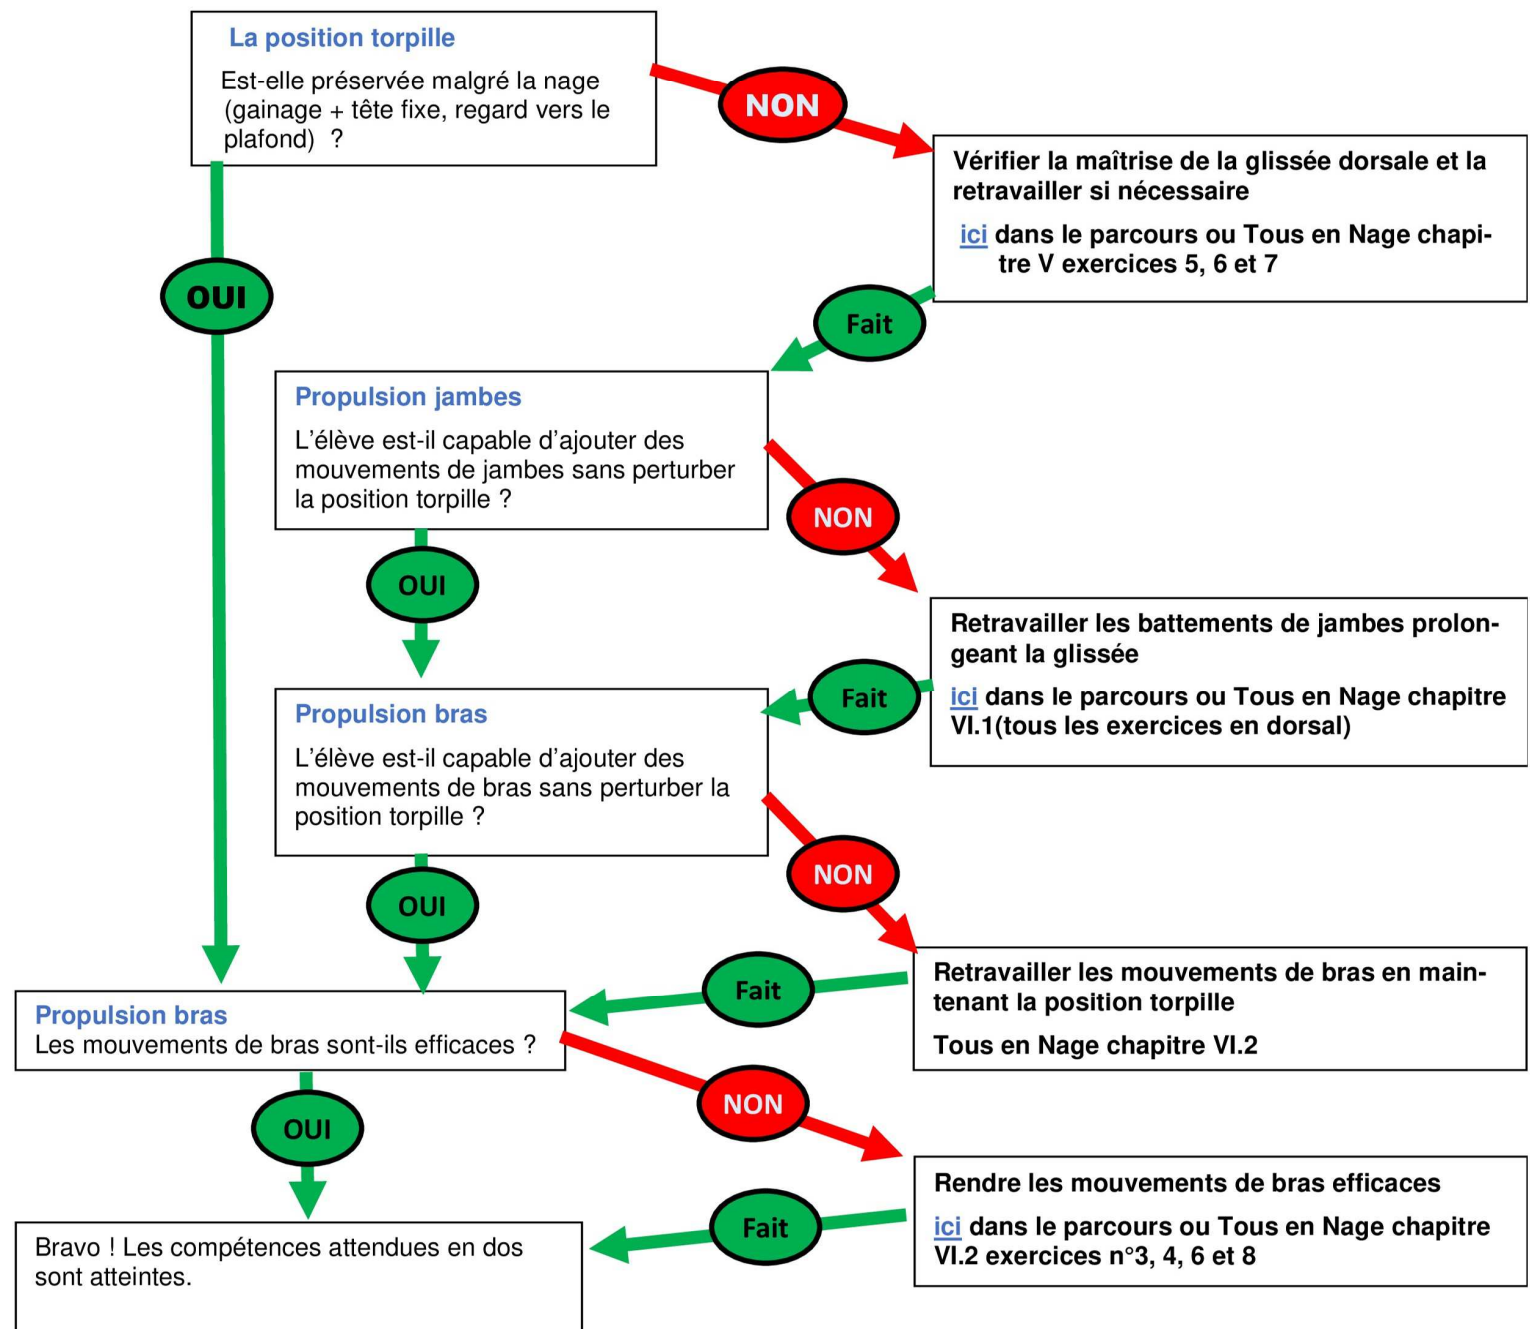 La position torpille
Est-elle préservée malgré la nage
(gainage + tête fixe, regard vers le
plafond)  ?
NON
Vérifier la maîtrise de la glissée dorsale et la
retravailler si nécessaire
ici dans le parcours ou Tous en Nage chapi-
tre V exercices 5, 6 et 7
OUI
Fait
Propulsion jambes
L'élève est-il capable d'ajouter des
mouvements de jambes sans perturber
la position torpille ?
NON
OUI
Retravailler les battements de jambes prolon-
geant la glissée
ici dans le parcours ou Tous en Nage chapitre
VI.1(tous les exercices en dorsal)
Fait
Propulsion bras
L'élève est-il capable d'ajouter des
mouvements de bras sans perturber la
position torpille ?
NON
OUI
Retravailler les mouvements de bras en main-
tenant la position torpille
Tous en Nage chapitre VI.2
Fait
Propulsion bras
Les mouvements de bras sont-ils efficaces ?
NON
OUI
Rendre les mouvements de bras efficaces
ici dans le parcours ou Tous en Nage chapitre
VI.2 exercices n°3, 4, 6 et 8
Fait
Bravo ! Les compétences attendues en dos
sont atteintes.